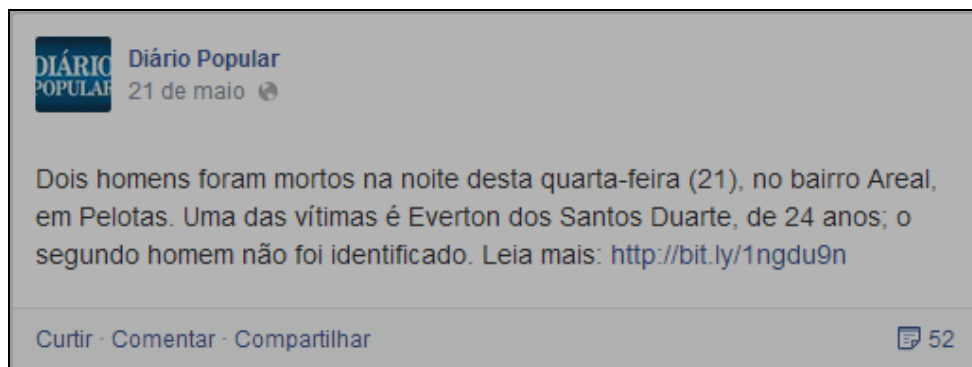 DIÁRIO
POPULAR
Diário Popular
21 de maio
Dois homens foram mortos na noite desta quarta-feira (21), no bairro Areal,
em Pelotas. Uma das vítimas é Everton dos Santos Duarte, de 24 anos; o
segundo homem não foi identificado. Leia mais: http://bit.ly/1ngdu9n
Curtir · Comentar · Compartilhar 52